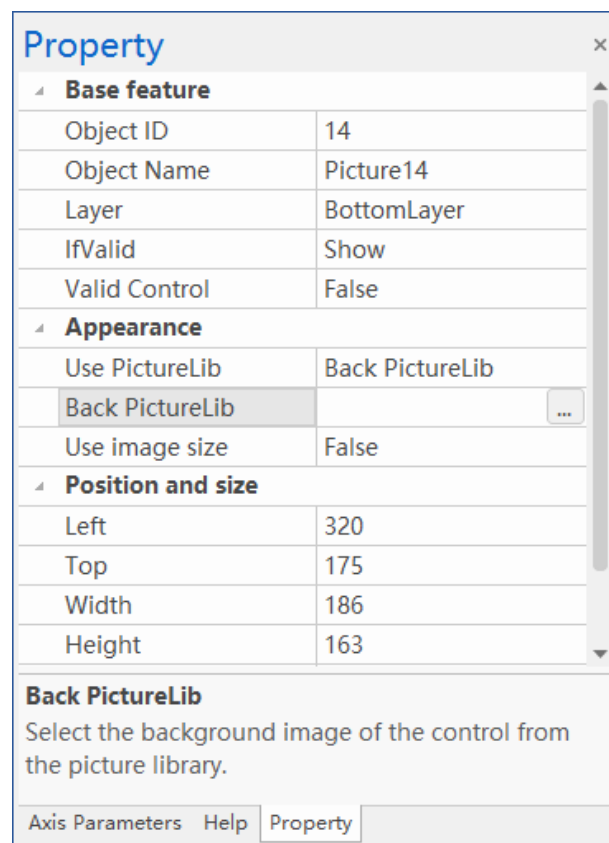 Property
Base feature
Object ID 14
Object Name Picture14
Layer BottomLayer
IfValid Show
Valid Control False
Appearance
Use PictureLib Back PictureLib
Back PictureLib ...
Use image size False
Position and size
Left 320
Top 175
Width 186
Height 163
Back PictureLib
Select the background image of the control from
the picture library.
Axis Parameters Help Property